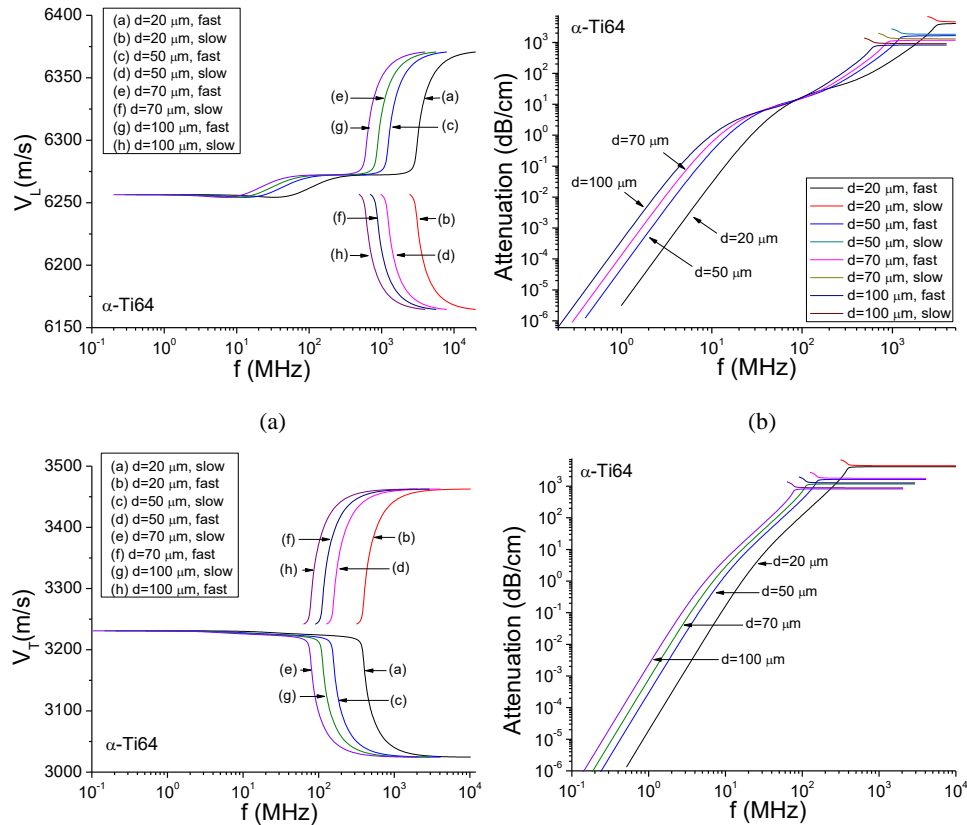 (a) d=20 μm, fast
(b) d=20 μm, slow
(c) d=50 μm, fast
(d) d=50 μm, slow
(e) d=70 μm, fast
(f) d=70 μm, slow
(g) d=100 μm, fast
(h) d=100 μm, slow
6400
6350
6300
6250
6200
6150
V_L (m/s)
(e)
(a)
(g)
(c)
(f)
(b)
(h)
(d)
α-Ti64
10^-1
10^0
10^1
10^2
10^3
10^4
f (MHz)
(a)
α-Ti64
10^3
10^2
10^1
10^0
10^-1
10^-2
10^-3
10^-4
10^-5
10^-6
Attenuation (dB/cm)
d=70 μm
d=100 μm
d=20 μm
d=50 μm
d=20 μm, fast
d=20 μm, slow
d=50 μm, fast
d=50 μm, slow
d=70 μm, fast
d=70 μm, slow
d=100 μm, fast
d=100 μm, slow
10^0
10^1
10^2
10^3
f (MHz)
(b)
(a) d=20 μm, slow
(b) d=20 μm, fast
(c) d=50 μm, slow
(d) d=50 μm, fast
(e) d=70 μm, slow
(f) d=70 μm, fast
(g) d=100 μm, slow
(h) d=100 μm, fast
3500
3400
3300
3200
3100
3000
V_T(m/s)
(f)
(b)
(h)
(d)
(e)
(a)
(g)
(c)
α-Ti64
10^-1
10^0
10^1
10^2
10^3
10^4
f (MHz)
α-Ti64
10^3
10^2
10^1
10^0
10^-1
10^-2
10^-3
10^-4
10^-5
10^-6
Attenuation (dB/cm)
d=20 μm
d=50 μm
d=70 μm
d=100 μm
10^-1
10^0
10^1
10^2
10^3
10^4
f (MHz)